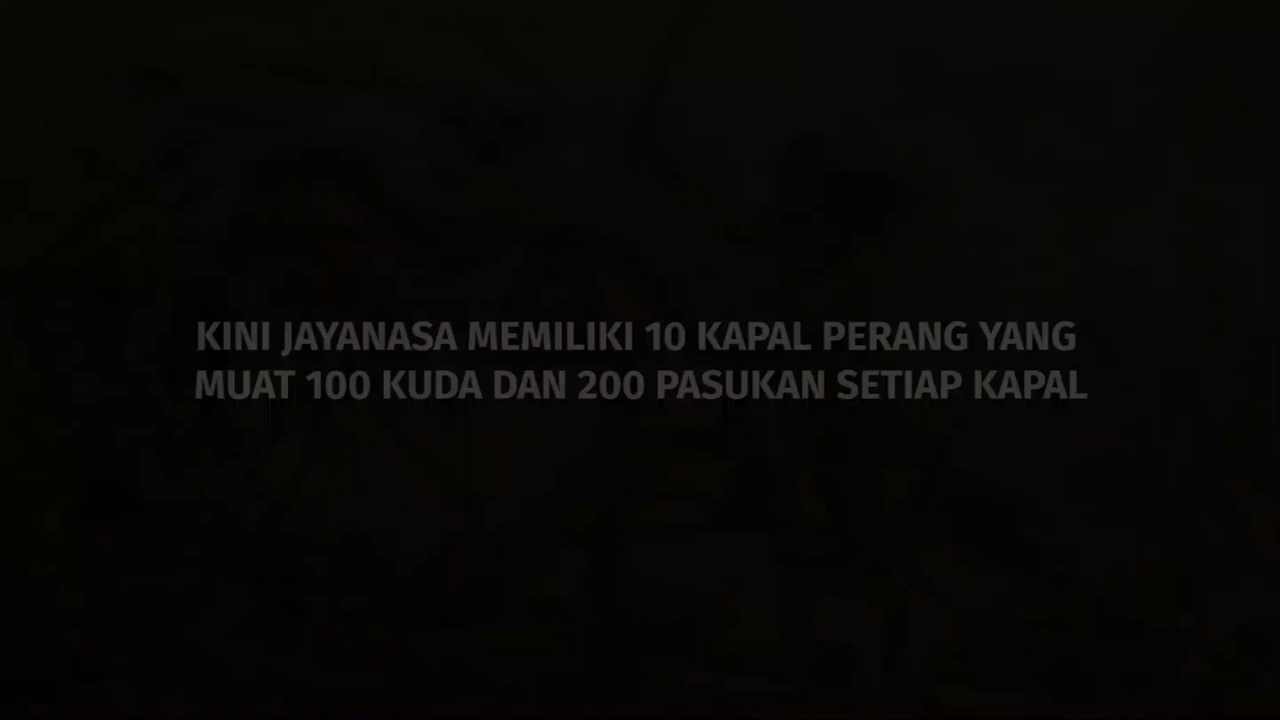 KINI JAYANASA MEMILIKI 10 KAPAL PERANG YANG
MUAT 100 KUDA DAN 200 PASUKAN SETIAP KAPAL